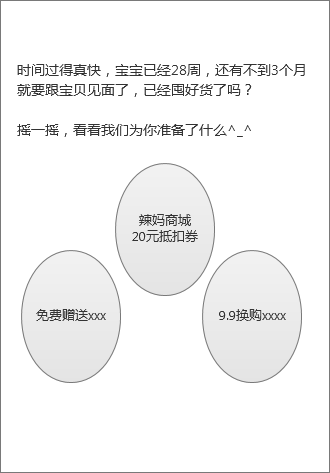 时间过得真快，宝宝已经28周，还有不到3个月
就要跟宝贝见面了，已经囤好货了吗？
摇一摇，看看我们为你准备了什么^_^
辣妈商城
20元抵扣券
免费赠送xxx
9.9换购xxxx